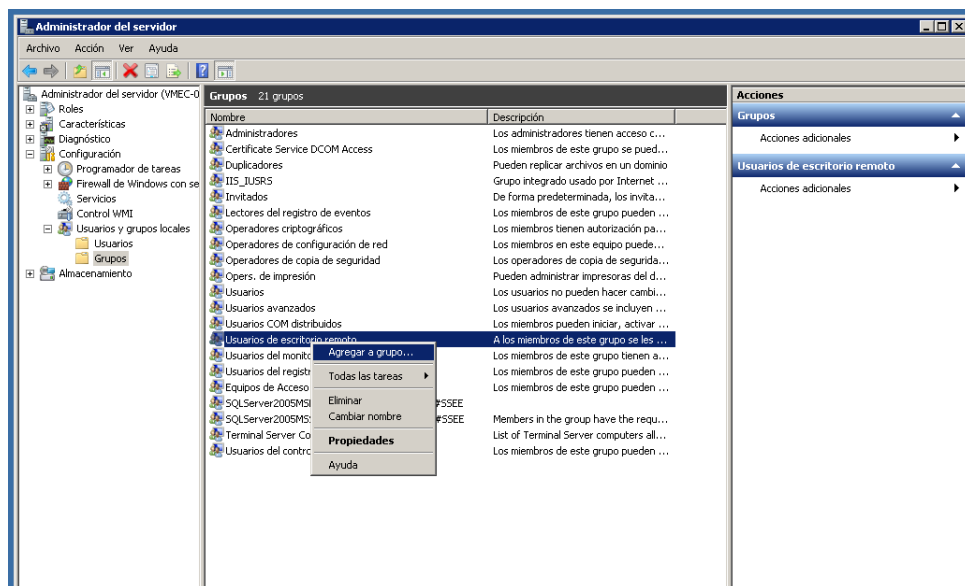 Administrador del servidor
Archivo Acción Ver Ayuda
Administrador del servidor (VMEC-0
Roles
Características
Diagnóstico
Configuración
Programador de tareas
Firewall de Windows con se
Servicios
Control WMI
Usuarios y grupos locales
Usuarios
Grupos
Almacenamiento
Grupos 21 grupos
Nombre Descripción
Administradores Los administradores tienen acceso c...
Certificate Service DCOM Access Los miembros de este grupo se pued...
Duplicadores Pueden replicar archivos en un dominio
IIS_IUSRS Grupo integrado usado por Internet ...
Invitados De forma predeterminada, los invita...
Lectores del registro de eventos Los miembros de este grupo pueden ...
Operadores criptográficos Los miembros tienen autorización pa...
Operadores de configuración de red Los miembros en este equipo puede...
Operadores de copia de seguridad Los operadores de copia de segurida...
Opers. de impresión Pueden administrar impresoras del d...
Usuarios Los usuarios no pueden hacer cambi...
Usuarios avanzados Los usuarios avanzados se incluyen ...
Usuarios COM distribuidos Los miembros pueden iniciar, activar ...
Usuarios de escritorio remoto A los miembros de este grupo se les ...
Usuarios del monito Los miembros de este grupo tienen a...
Usuarios del registr Los miembros de este grupo pueden ...
Equipos de Acceso Los miembros de este grupo pueden ...
SQLServer2005MS #SSEE
SQLServer2005MS #SSEE Members in the group have the requ...
Terminal Server Co List of Terminal Server computers all...
Usuarios del contro Los miembros de este grupo pueden ...
Agregar a grupo...
Todas las tareas
Eliminar
Cambiar nombre
Propiedades
Ayuda
Acciones
Grupos
Acciones adicionales
Usuarios de escritorio remoto
Acciones adicionales